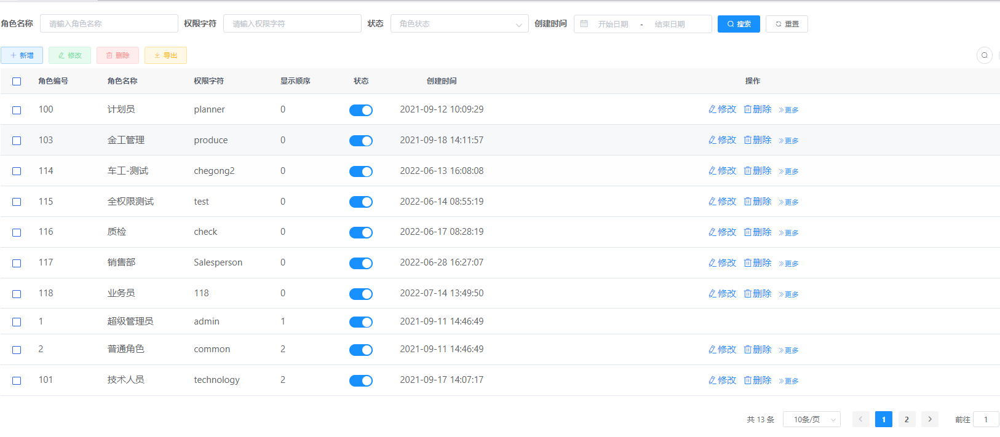 角色名称 请输入角色名称 权限字符 请输入权限字符 状态 角色状态 创建时间 开始日期 - 结束日期 搜索 重置
新增 修改 删除 导出
角色编号 角色名称 权限字符 显示顺序 状态 创建时间 操作
100 计划员 planner 0 2021-09-12 10:09:29 修改 删除 更多
103 金工管理 produce 0 2021-09-18 14:11:57 修改 删除 更多
114 车工-测试 chegong2 0 2022-06-13 16:08:08 修改 删除 更多
115 全权限测试 test 0 2022-06-14 08:55:19 修改 删除 更多
116 质检 check 0 2022-06-17 08:28:19 修改 删除 更多
117 销售部 Salesperson 0 2022-06-28 16:27:07 修改 删除 更多
118 业务员 118 0 2022-07-14 13:49:50 修改 删除 更多
1 超级管理员 admin 1 2021-09-11 14:46:49
2 普通角色 common 2 2021-09-11 14:46:49 修改 删除 更多
101 技术人员 technology 2 2021-09-17 14:07:17 修改 删除 更多
共 13 条 10条/页 1 2 前往 1